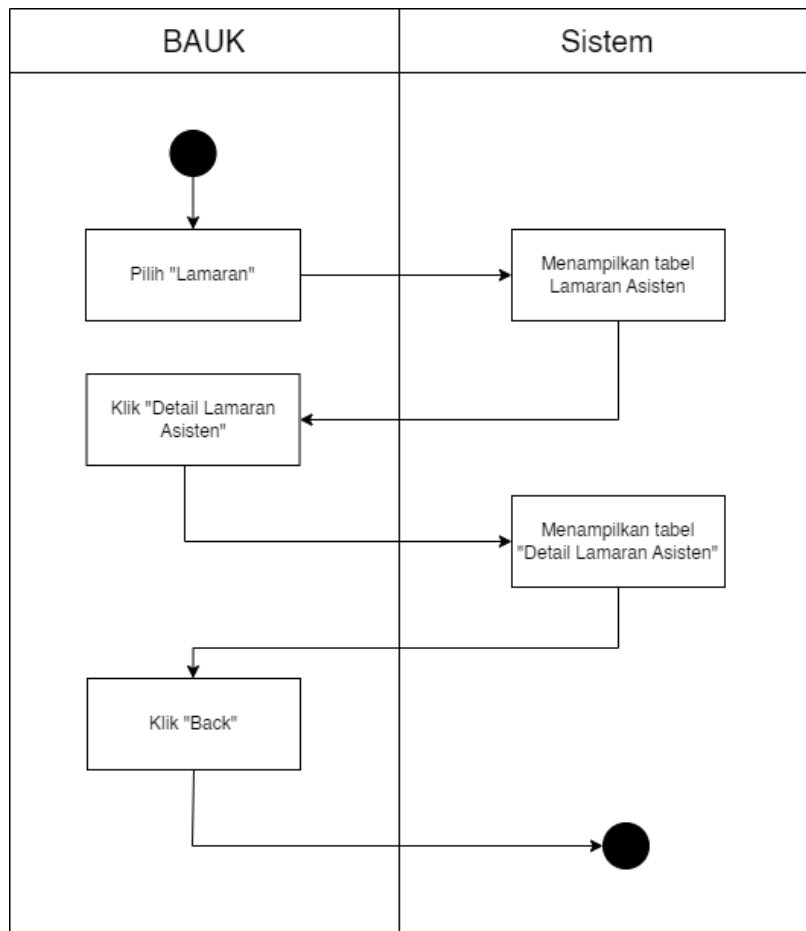 BAUK
Sistem
Pilih "Lamaran"
Menampilkan tabel
Lamaran Asisten
Klik "Detail Lamaran
Asisten"
Menampilkan tabel
"Detail Lamaran Asisten"
Klik "Back"